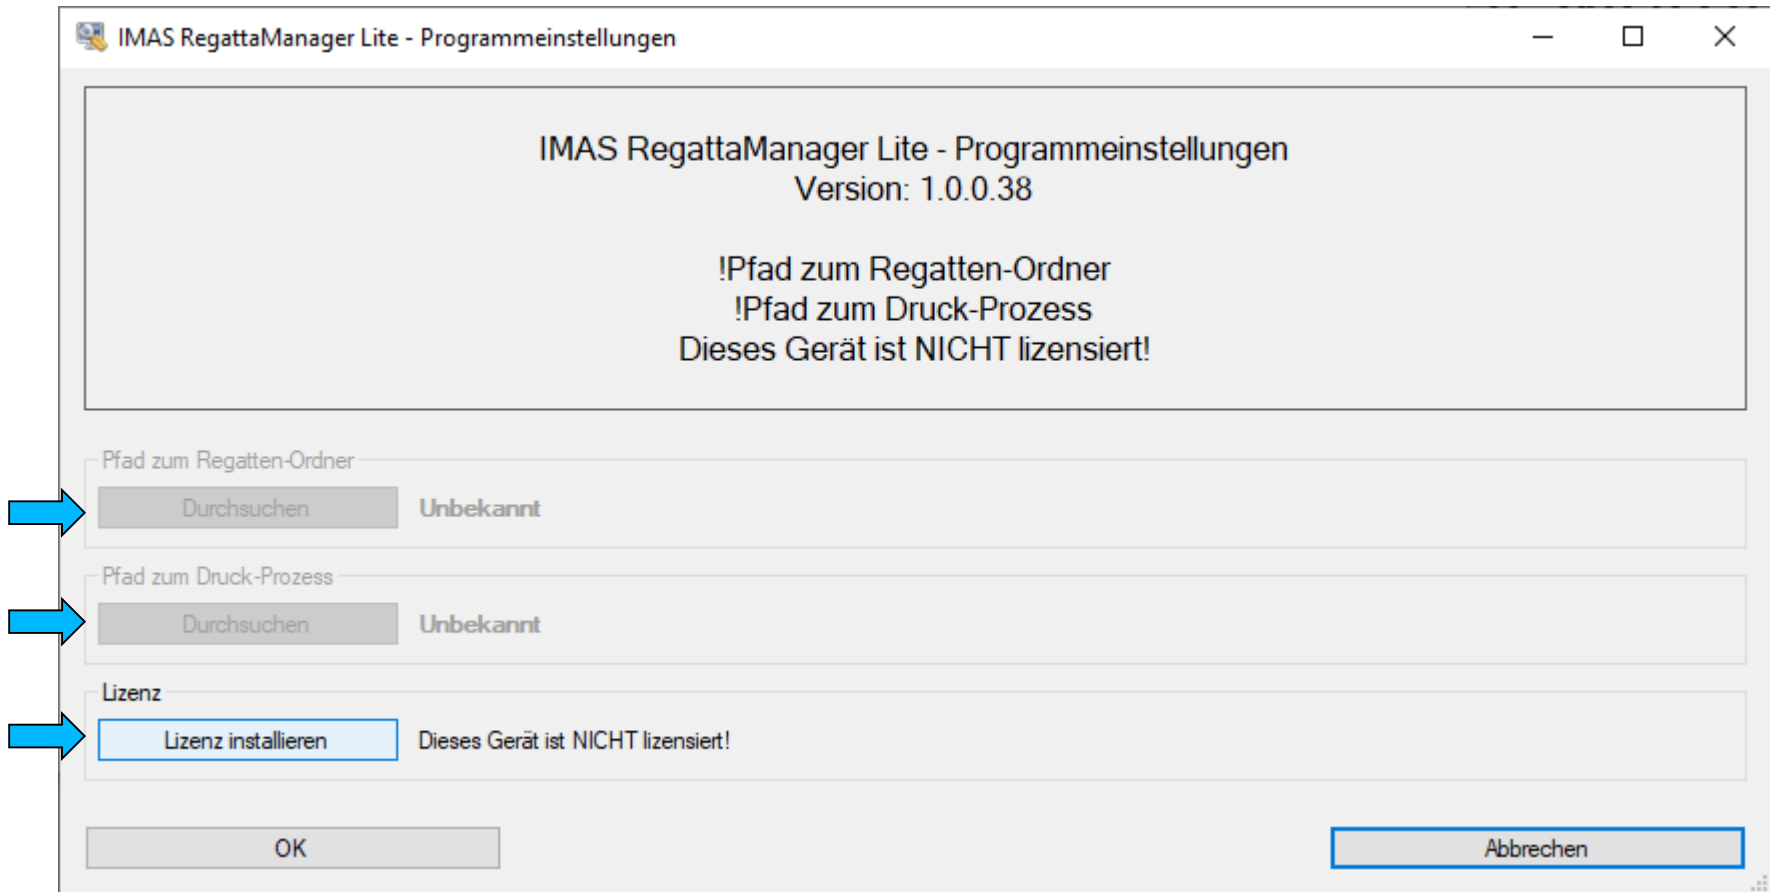 IMAS RegattaManager Lite - Programmeinstellungen
IMAS RegattaManager Lite - Programmeinstellungen
Version: 1.0.0.38
!Pfad zum Regatten-Ordner
!Pfad zum Druck-Prozess
Dieses Gerät ist NICHT lizensiert!
Pfad zum Regatten-Ordner
Durchsuchen Unbekannt
Pfad zum Druck-Prozess
Durchsuchen Unbekannt
Lizenz
Lizenz installieren Dieses Gerät ist NICHT lizensiert!
OK Abbrechen